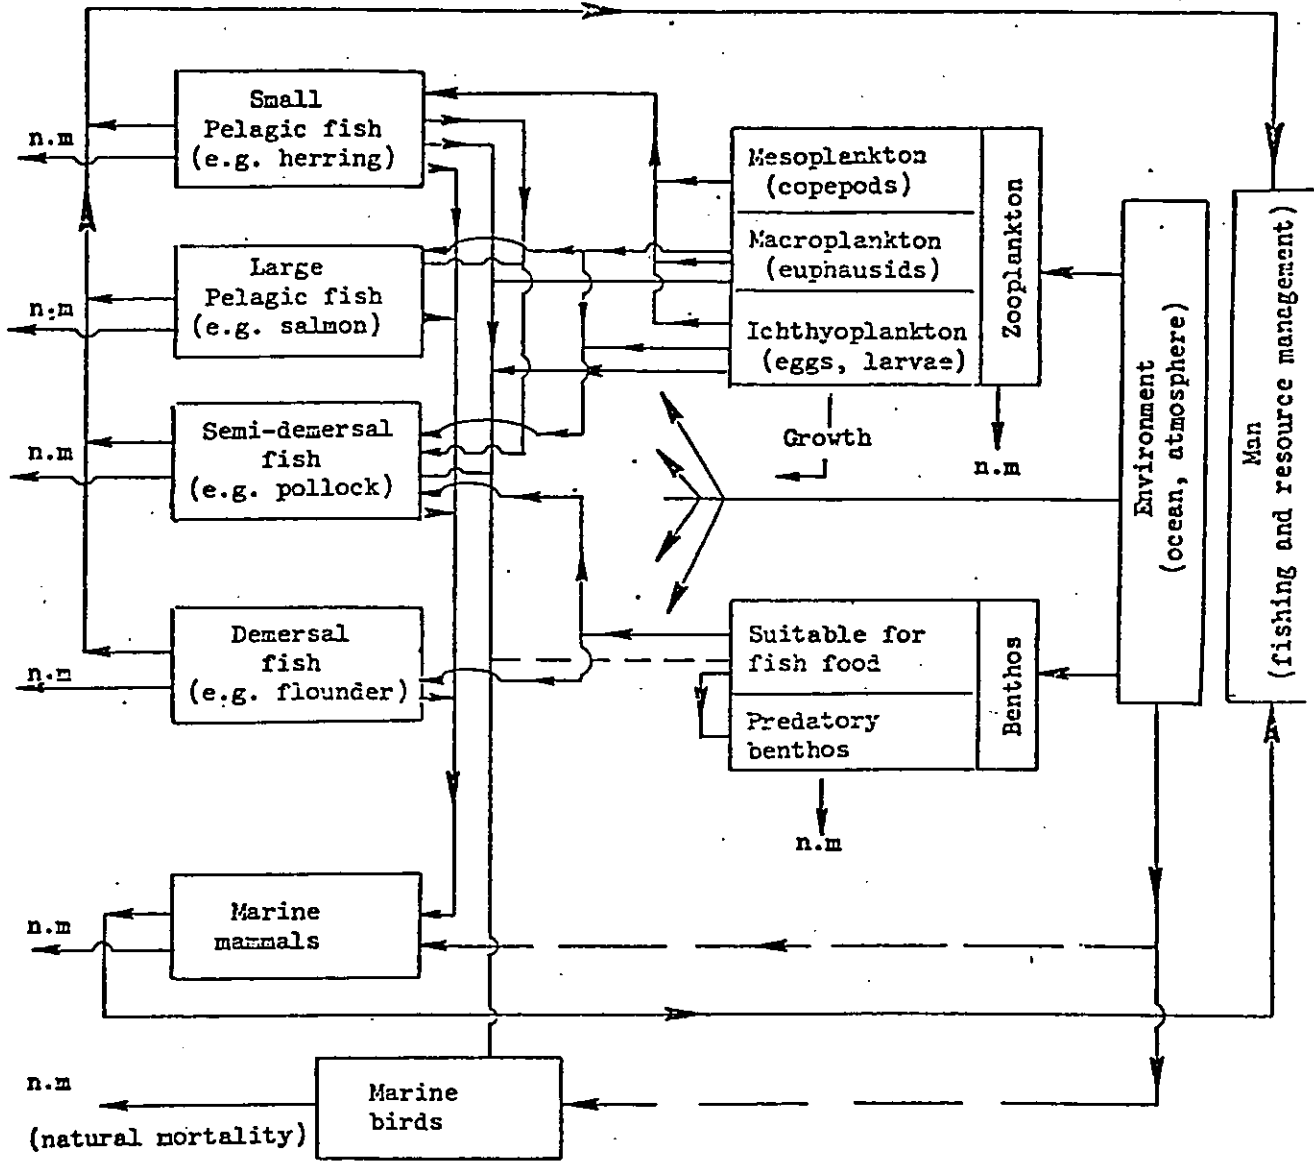 Small
Pelagic fish
(e.g. herring)
n.m
Large
Pelagic fish
(e.g. salmon)
n.m
Semi-demersal
fish
(e.g. pollock)
n.m
Demersal
fish
(e.g. flounder)
n.m
Marine
mammals
n.m
Marine
birds
n.m
(natural mortality)
Mesoplankton
(copepods)
Macroplankton
(euphausids)
Ichthyoplankton
(eggs, larvae)
Zooplankton
Growth
n.m
Suitable for
fish food
Predatory
benthos
Benthos
n.m
Environment
(ocean, atmosphere)
Man
(fishing and resource management)